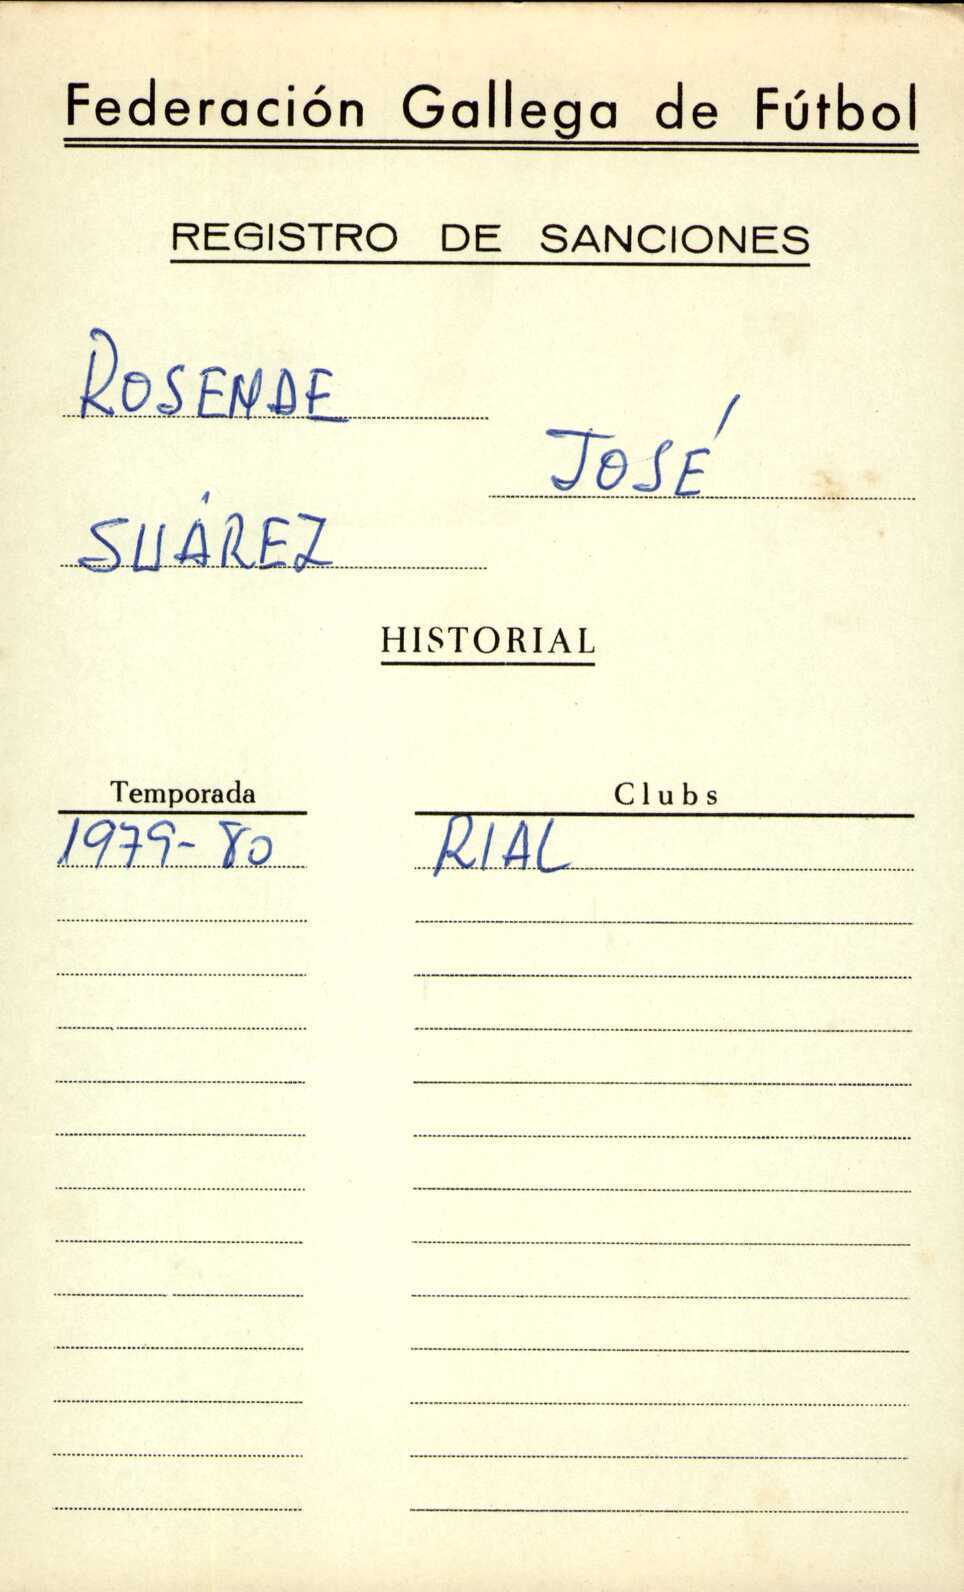 Federación Gallega de Fútbol
REGISTRO DE SANCIONES
ROSENDE
JOSÉ
SUÁREZ
HISTORIAL
Temporada Clubs
1979-80 RIAL